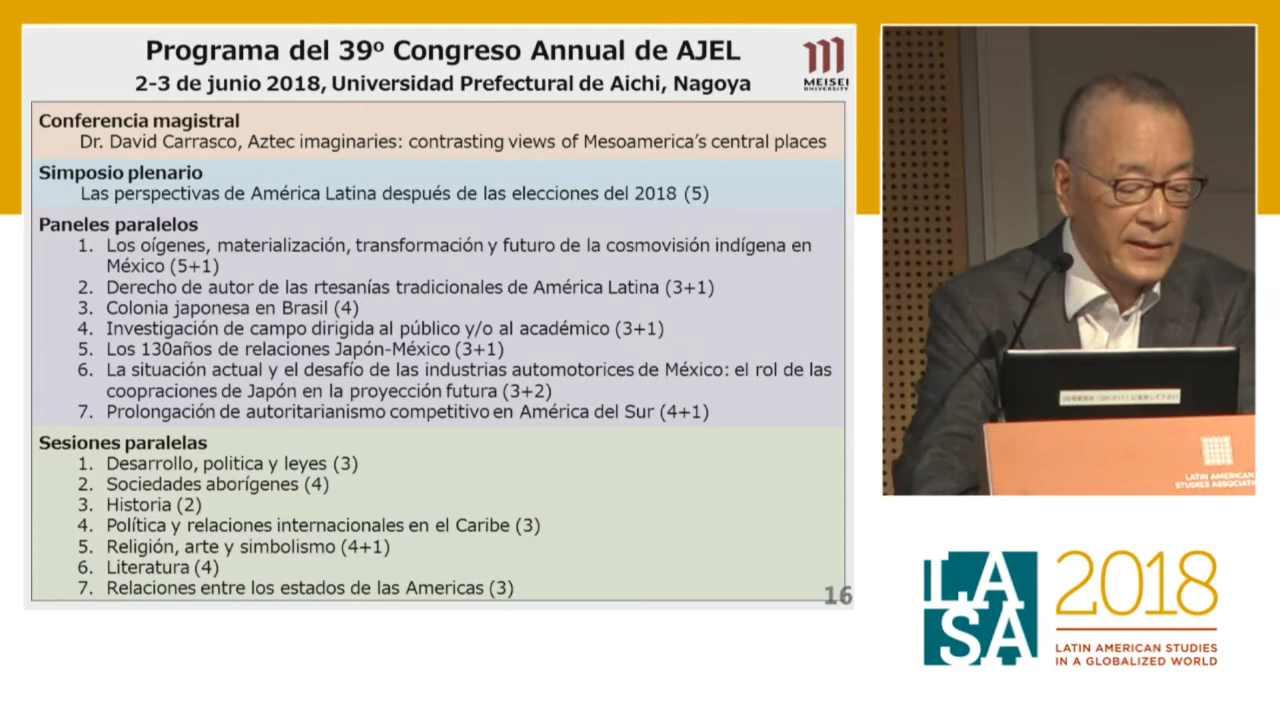 Programa del 39º Congreso Annual de AJEL
2-3 de junio 2018, Universidad Prefectural de Aichi, Nagoya
MEISEI
UNIVERSITY
Conferencia magistral
Dr. David Carrasco, Aztec imaginaries: contrasting views of Mesoamerica's central places
Simposio plenario
Las perspectivas de América Latina después de las elecciones del 2018 (5)
Paneles paralelos
1. Los oígenes, materialización, transformación y futuro de la cosmovisión indígena en
México (5+1)
2. Derecho de autor de las rtesanías tradicionales de América Latina (3+1)
3. Colonia japonesa en Brasil (4)
4. Investigación de campo dirigida al público y/o al académico (3+1)
5. Los 130años de relaciones Japón-México (3+1)
6. La situación actual y el desafío de las industrias automotorices de México: el rol de las
coopraciones de Japón en la proyección futura (3+2)
7. Prolongación de autoritarianismo competitivo en América del Sur (4+1)
Sesiones paralelas
1. Desarrollo, politica y leyes (3)
2. Sociedades aborígenes (4)
3. Historia (2)
4. Política y relaciones internacionales en el Caribe (3)
5. Religión, arte y simbolismo (4+1)
6. Literatura (4)
7. Relaciones entre los estados de las Americas (3)
16
LATIN AMERICAN
STUDIES ASSOCIATI
LASA
2018
LATIN AMERICAN STUDIES
IN A GLOBALIZED WORLD